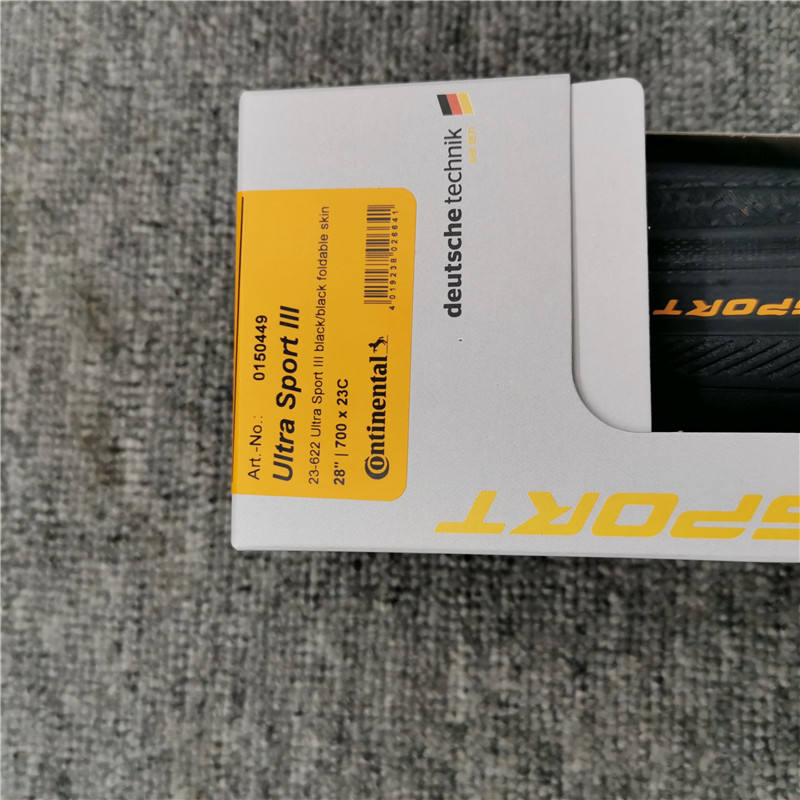 Art.-No.: 0150449
Ultra Sport III
23-622 Ultra Sport III black/black foldable skin
28" | 700 x 23C
Continental
4 019238 026641
deutsche technik
SPORT
SPORT